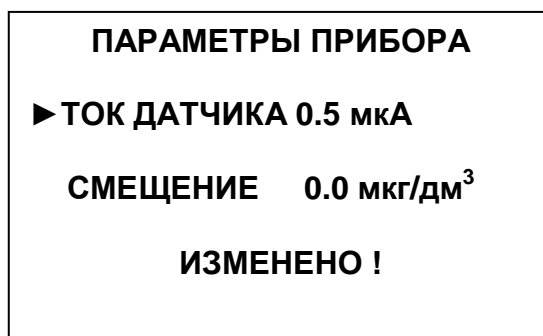 ПАРАМЕТРЫ ПРИБОРА
►ТОК ДАТЧИКА 0.5 мкА
СМЕЩЕНИЕ 0.0 мкг/дм³
ИЗМЕНЕНО !